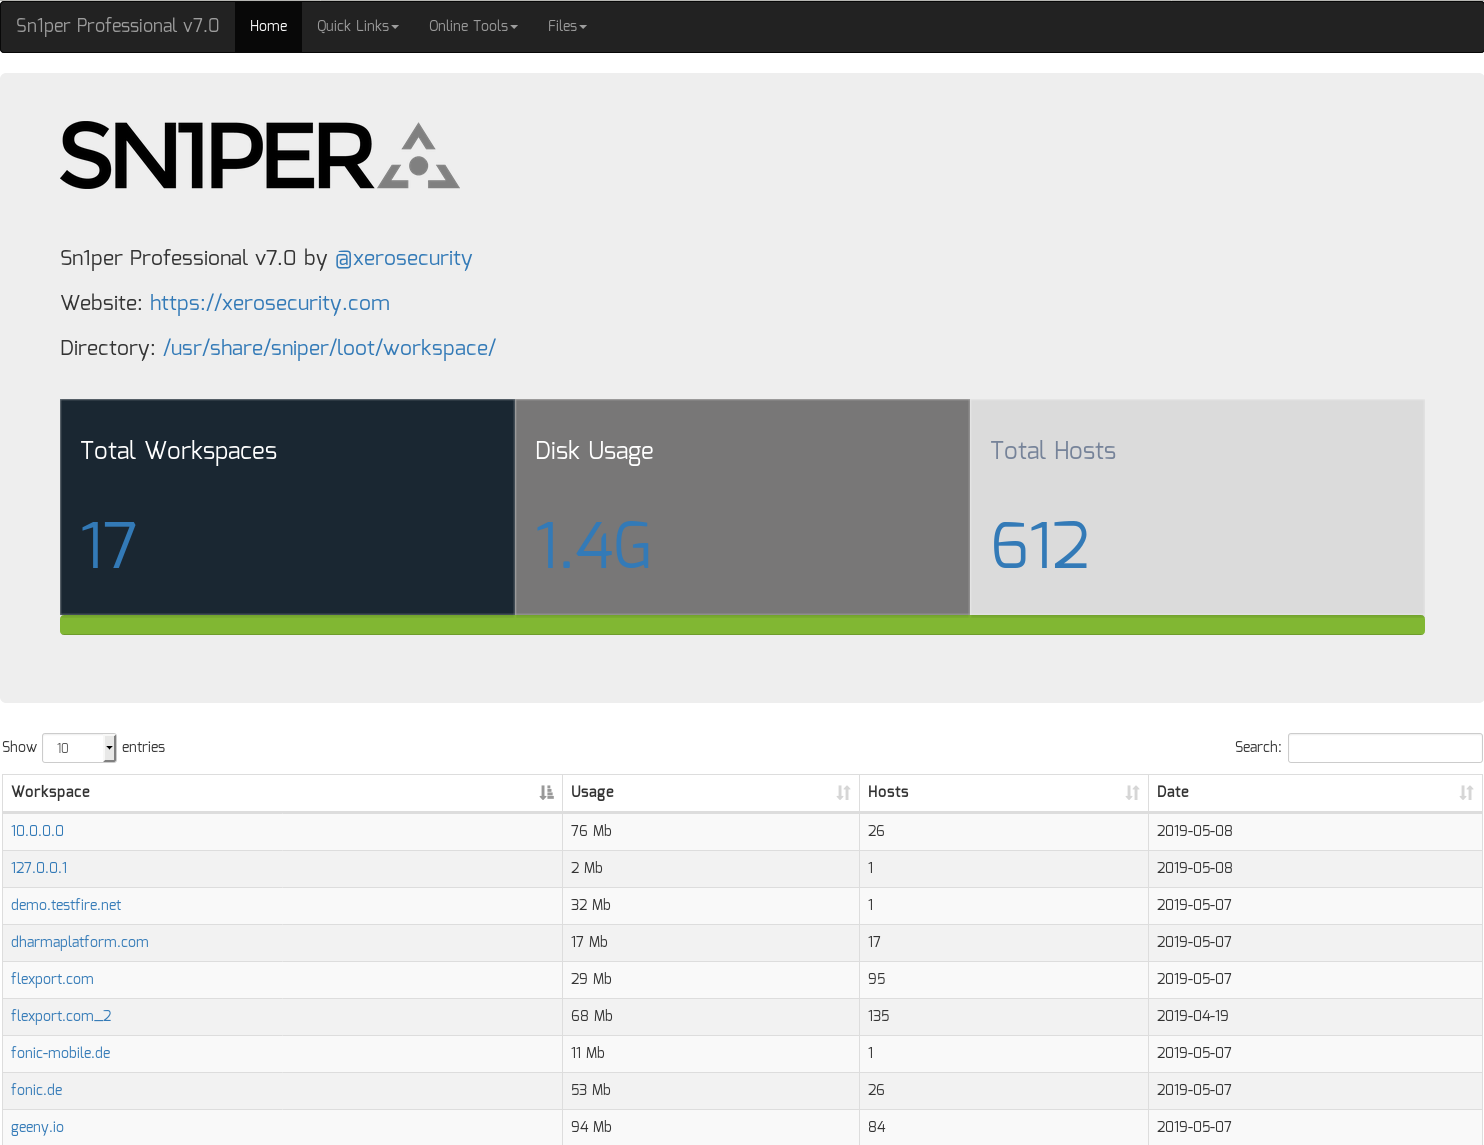 Sn1per Professional v7.0 Home Quick Links Online Tools Files
SN1PER
Sn1per Professional v7.0 by @xerosecurity
Website: https://xerosecurity.com
Directory: /usr/share/sniper/loot/workspace/
Total Workspaces Disk Usage Total Hosts
17 1.4G 612
Show 10 entries Search:
Workspace Usage Hosts Date
10.0.0.0 76 Mb 26 2019-05-08
127.0.0.1 2 Mb 1 2019-05-08
demo.testfire.net 32 Mb 1 2019-05-07
dharmaplatform.com 17 Mb 17 2019-05-07
flexport.com 29 Mb 95 2019-05-07
flexport.com_2 68 Mb 135 2019-04-19
fonic-mobile.de 11 Mb 1 2019-05-07
fonic.de 53 Mb 26 2019-05-07
geeny.io 94 Mb 84 2019-05-07